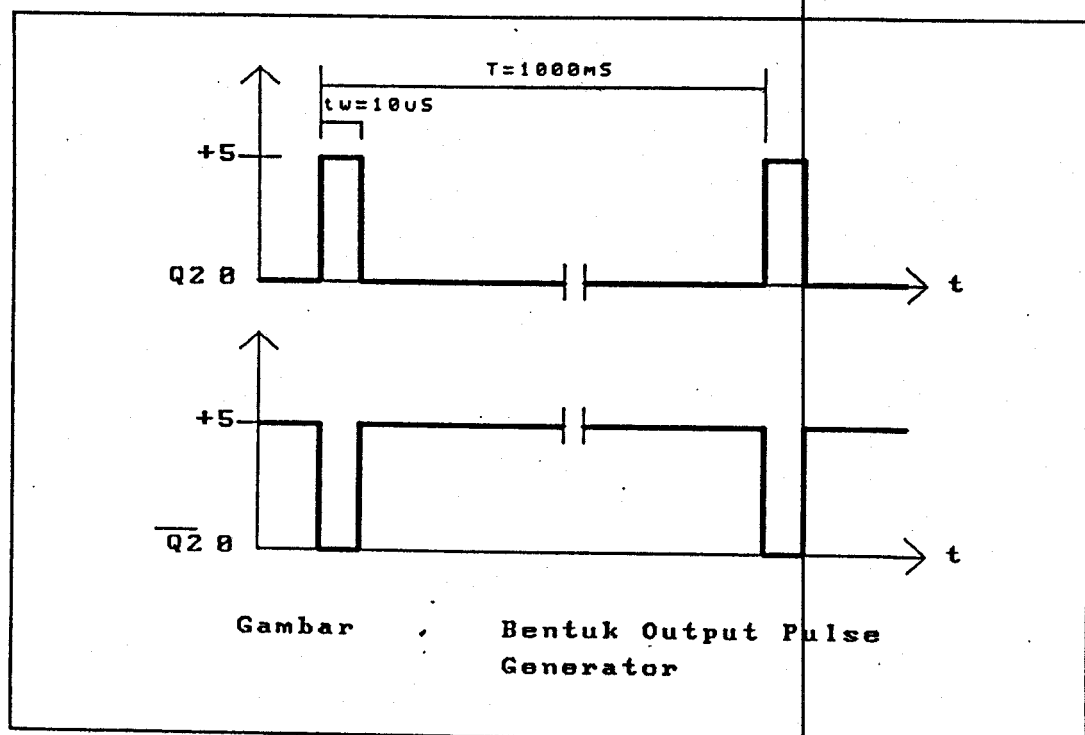 T=1000mS
tw=10uS
+5
Q2 0
t
+5
Q2 0
t
Gambar . Bentuk Output Pulse
Generator